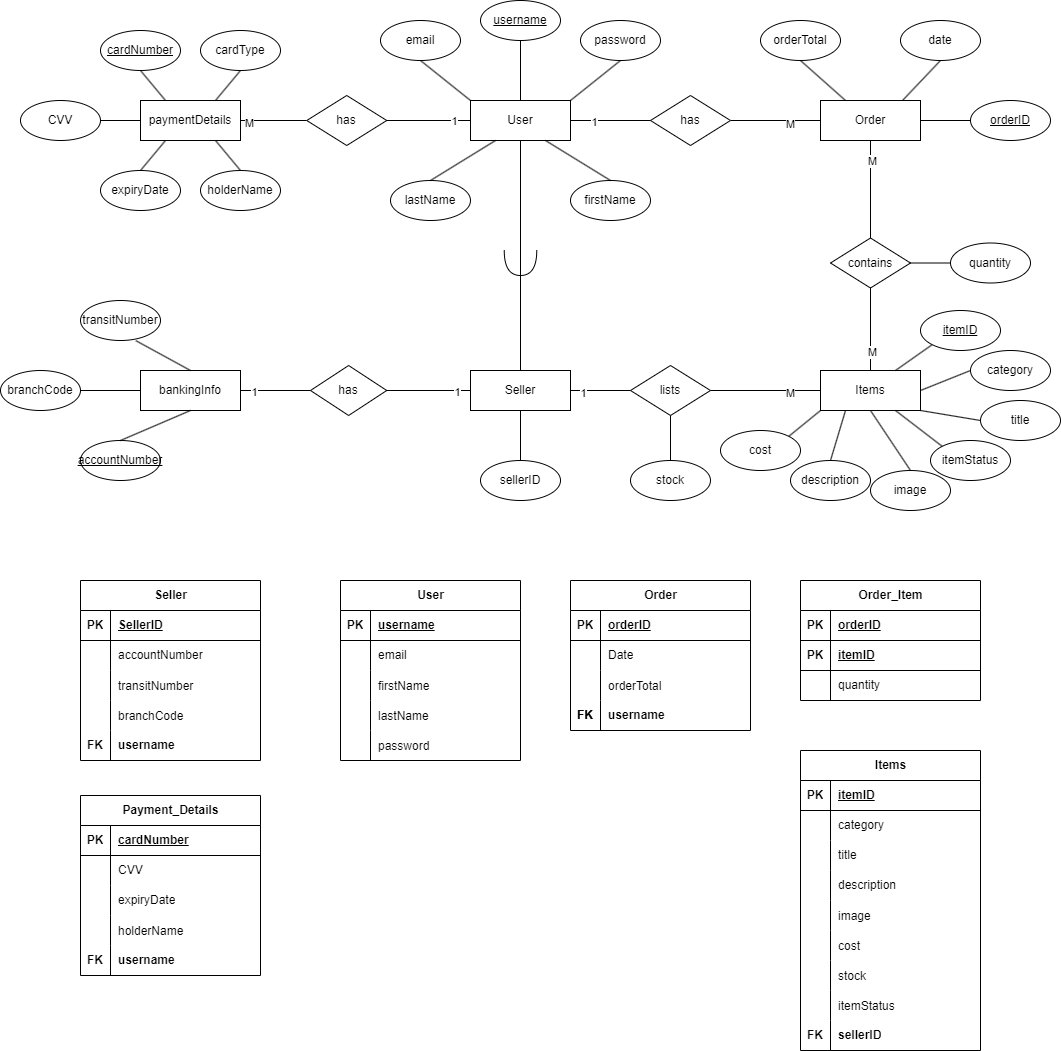 username
email
password
orderTotal
date
cardNumber
cardType
CVV
paymentDetails
M
has
1
User
1
has
M
Order
orderID
expiryDate
holderName
lastName
firstName
M
contains
quantity
transitNumber
M
itemID
category
branchCode
bankingInfo
1
has
1
Seller
1
lists
M
Items
title
accountNumber
cost
itemStatus
sellerID
stock
description
image
Seller
PK SellerID
accountNumber
transitNumber
branchCode
FK username
User
PK username
email
firstName
lastName
password
Order
PK orderID
Date
orderTotal
FK username
Order_Item
PK orderID
PK itemID
quantity
Payment_Details
PK cardNumber
CVV
expiryDate
holderName
FK username
Items
PK itemID
category
title
description
image
cost
stock
itemStatus
FK sellerID